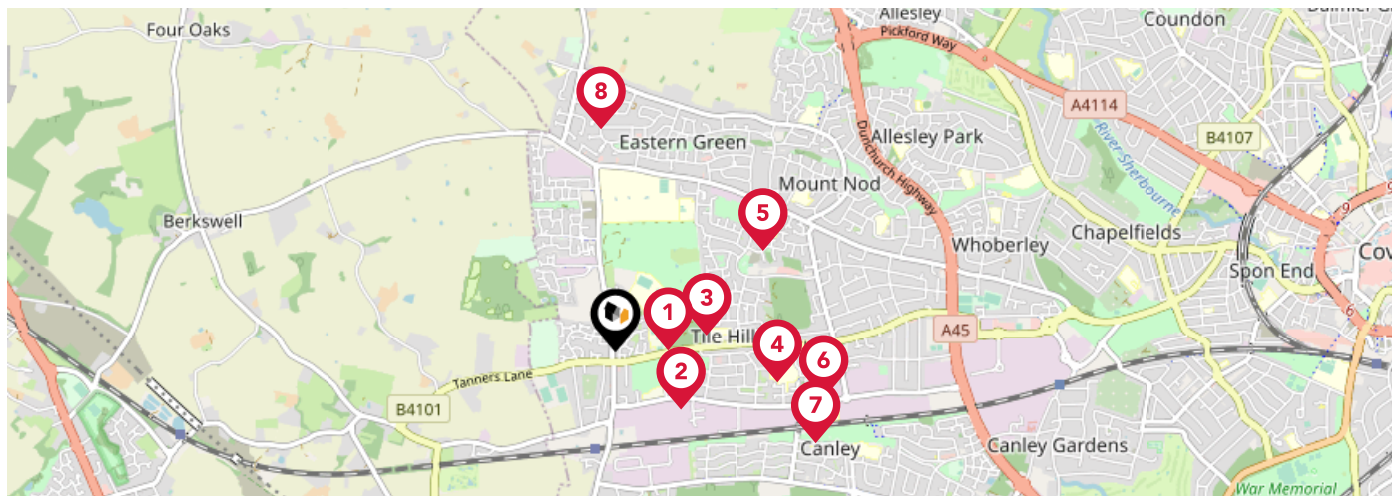 Allesley
Four Oaks
Coundon
Pickford Way
8
A4114
Eastern Green
Allesley Park
B4107
Dunchurch Highway
River Sherbourne
Mount Nod
5
9
Berkswell
Chapelfields
Whoberley
Cov
Spon End
3
1
6
Tile Hill
4
A45
6
2
Tanners Lane
B4101
7
Canley
Canley Gardens
War Memorial